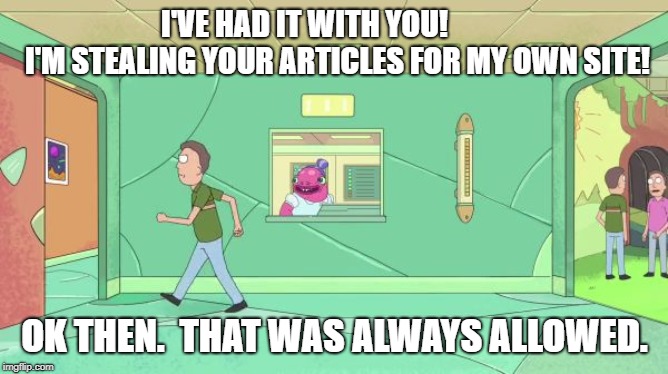 I'VE HAD IT WITH YOU!
I'M STEALING YOUR ARTICLES FOR MY OWN SITE!
OK THEN. THAT WAS ALWAYS ALLOWED.
imgflip.com